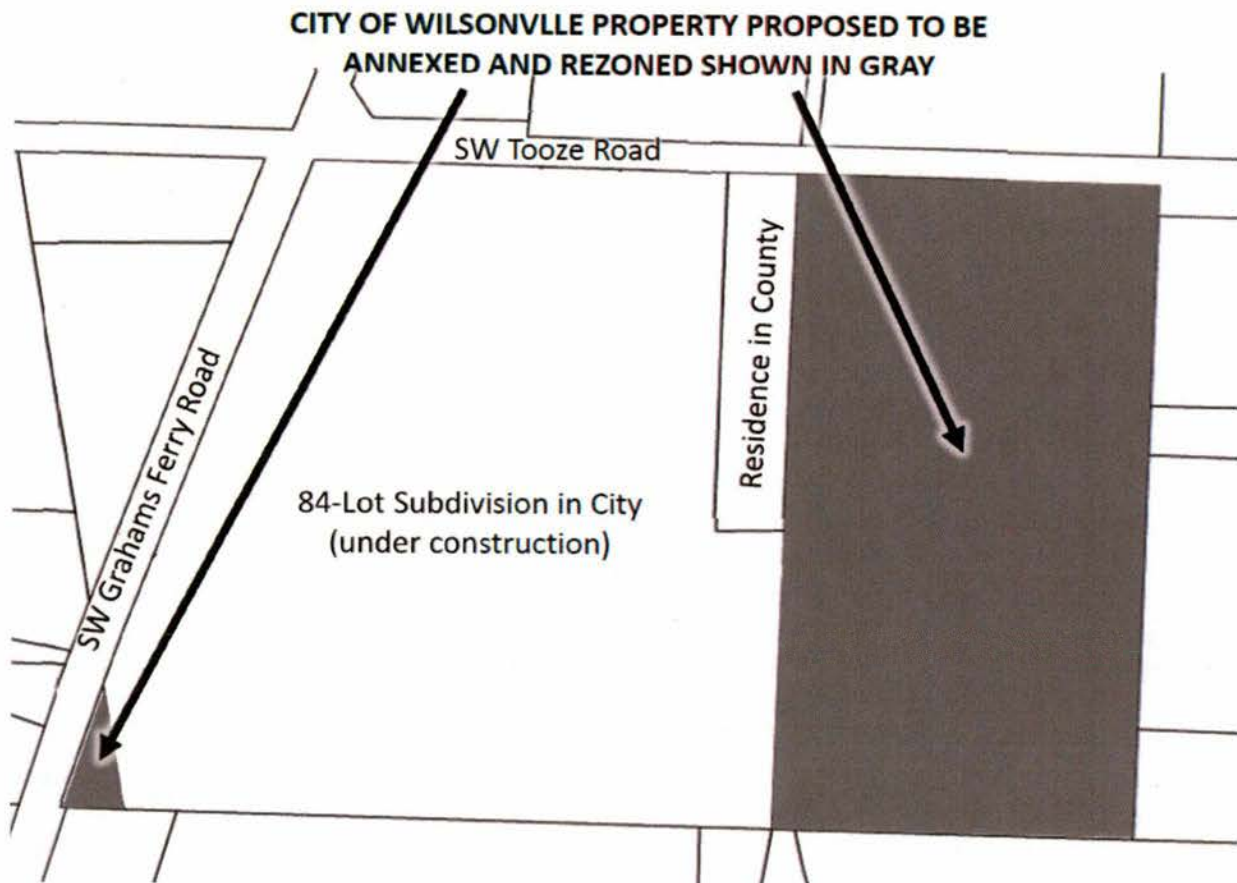 CITY OF WILSONVLLE PROPERTY PROPOSED TO BE
ANNEXED AND REZONED SHOWN IN GRAY
SW Tooze Road
Residence in County
SW Grahams Ferry Road
84-Lot Subdivision in City
(under construction)